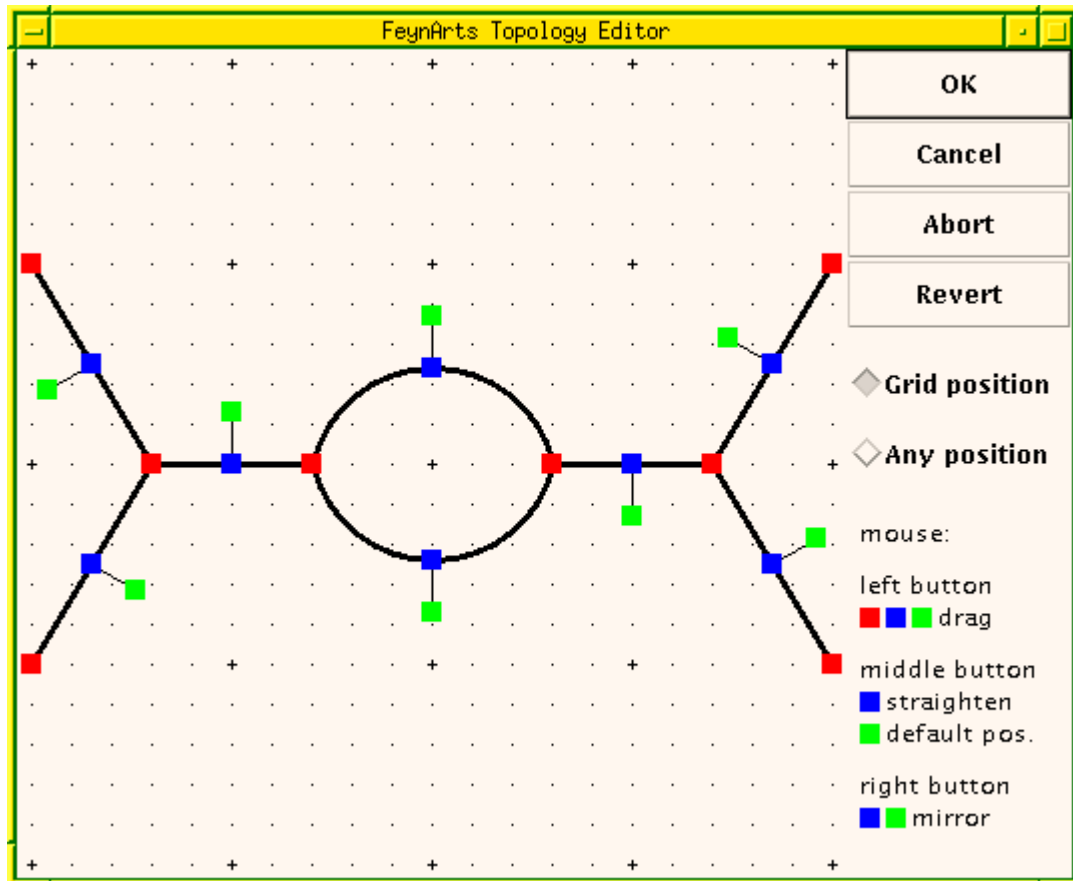 FeynArts Topology Editor
OK
Cancel
Abort
Revert
Grid position
Any position
mouse:
left button
drag
middle button
straighten
default pos.
right button
mirror